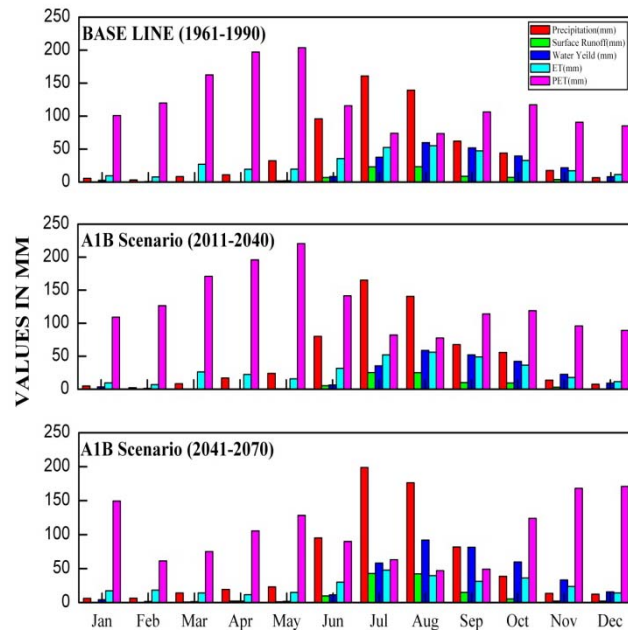 BASE LINE (1961-1990)
Precipitation(mm)
Surface Runoff(mm)
Water Yeild (mm)
ET(mm)
PET(mm)
250
200
150
100
50
0
A1B Scenario (2011-2040)
250
200
150
100
50
0
VALUES IN MM
A1B Scenario (2041-2070)
250
200
150
100
50
0
Jan Feb Mar Apr May Jun Jul Aug Sep Oct Nov Dec